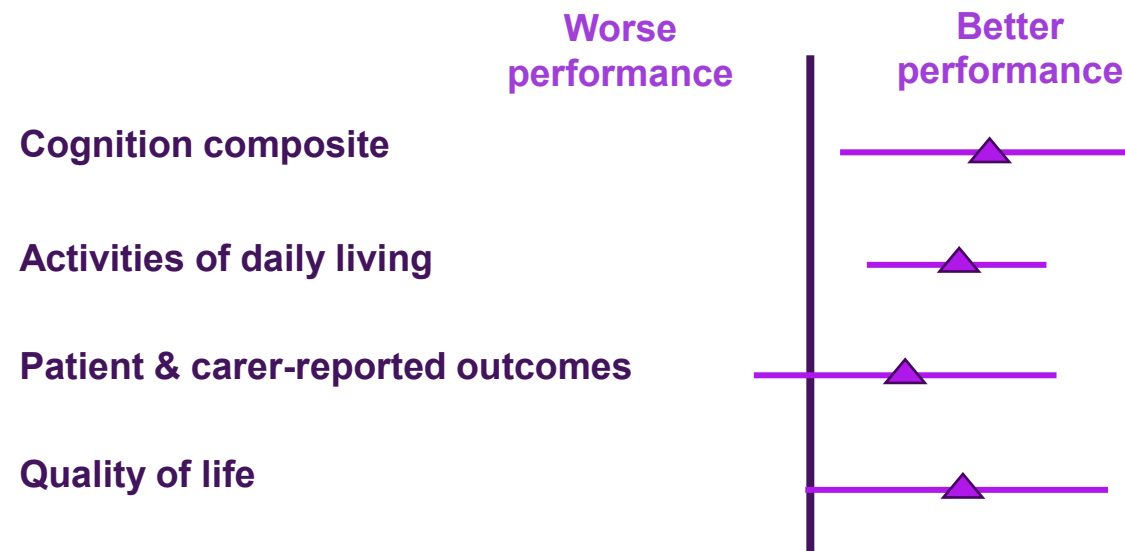 Worse
performance
Better
performance
Cognition composite
Activities of daily living
Patient & carer-reported outcomes
Quality of life